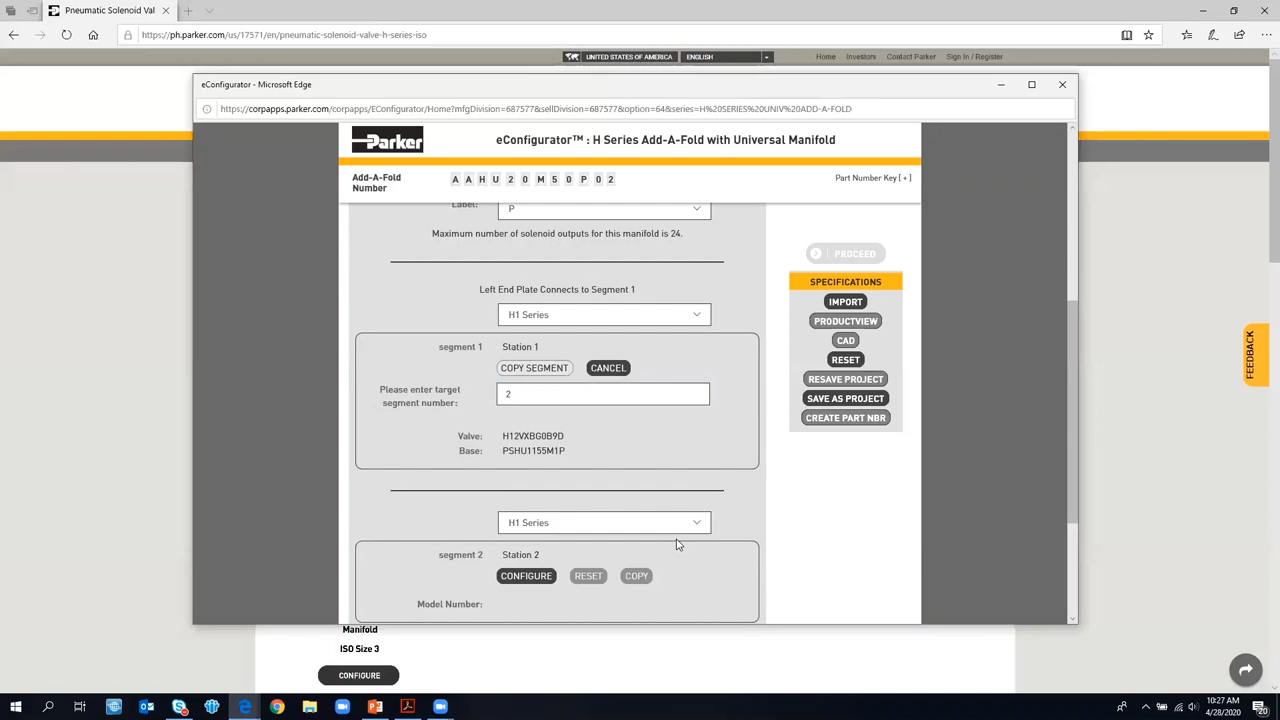 Pneumatic Solenoid Val
https://ph.parker.com/us/17571/en/pneumatic-solenoid-valve-h-series-iso
UNITED STATES OF AMERICA
ENGLISH
Home
Investors
Contact Parker
Sign In / Register
eConfigurator - Microsoft Edge
https://corpapps.parker.com/corpapps/EConfigurator/Home?mfgDivision=687577&sellDivision=687577&option=64&series=H%20SERIES%20UNIV%20ADD-A-FOLD
Parker
eConfigurator™ : H Series Add-A-Fold with Universal Manifold
Add-A-Fold
Number
A A H U 2 0 M 5 0 P 0 2
Part Number Key [ + ]
Label:
P
Maximum number of solenoid outputs for this manifold is 24.
PROCEED
SPECIFICATIONS
IMPORT
PRODUCTVIEW
CAD
RESET
RESAVE PROJECT
SAVE AS PROJECT
CREATE PART NBR
Left End Plate Connects to Segment 1
H1 Series
segment 1
Station 1
COPY SEGMENT
CANCEL
Please enter target
segment number:
2
Valve:
H12VXBG0B9D
Base:
PSHU1155M1P
H1 Series
segment 2
Station 2
CONFIGURE
RESET
COPY
Model Number:
FEEDBACK
Manifold
ISO Size 3
CONFIGURE
10:27 AM
4/28/2020
20